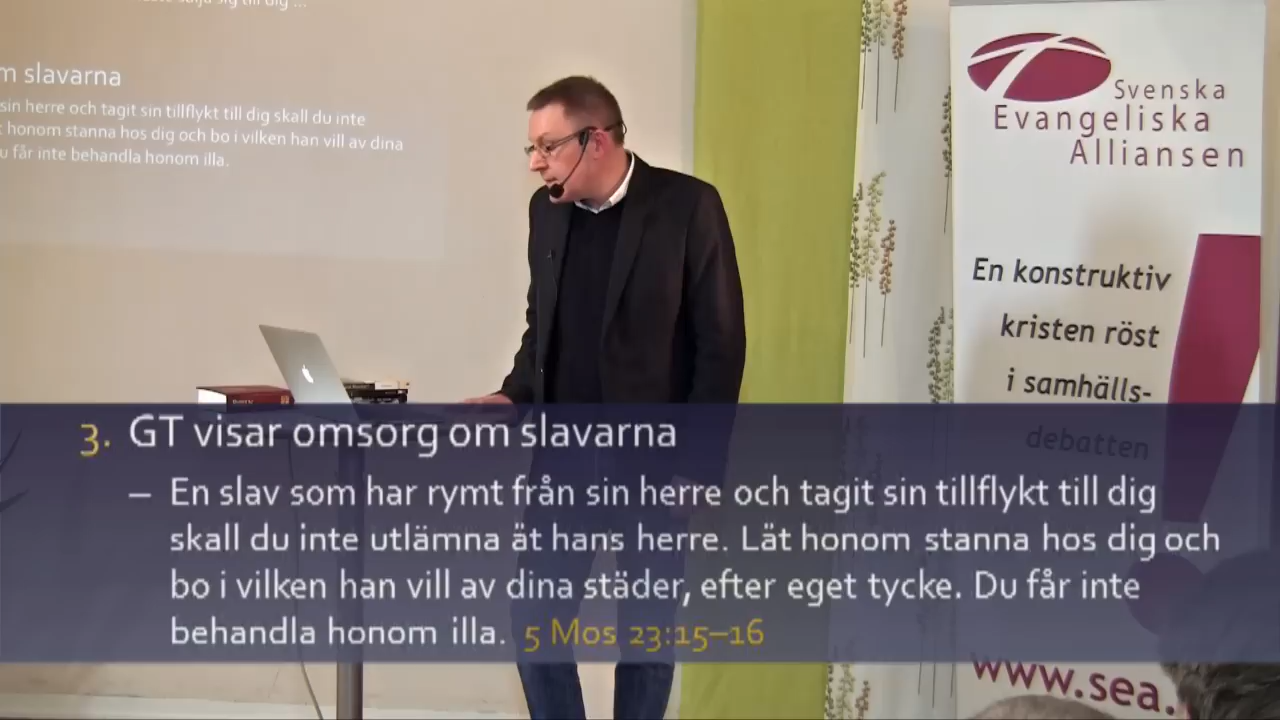 m slavarna
sin herre och tagit sin tillflykt till dig skall du inte
honom stanna hos dig och bo i vilken han vill av dina
u får inte behandla honom illa.
Svenska
Evangeliska
Alliansen
En konstruktiv
kristen röst
i samhälls-
debatten
www.sea.
3. GT visar omsorg om slavarna
– En slav som har rymt från sin herre och tagit sin tillflykt till dig
skall du inte utlämna åt hans herre. Låt honom stanna hos dig och
bo i vilken han vill av dina städer, efter eget tycke. Du får inte
behandla honom illa. 5 Mos 23:15–16